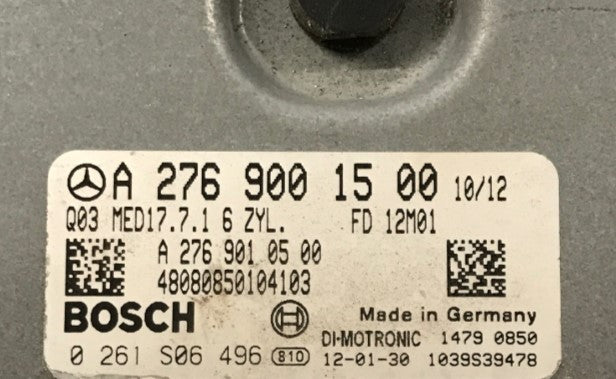 A 276 900 15 00 10/12
Q03 MED17.7.1 6 ZYL. FD 12M01
A 276 901 05 00
48080850104103
BOSCH Made in Germany
DI-MOTRONIC 1479 0850
0 261 S06 496 810 12-01-30 1039S39478